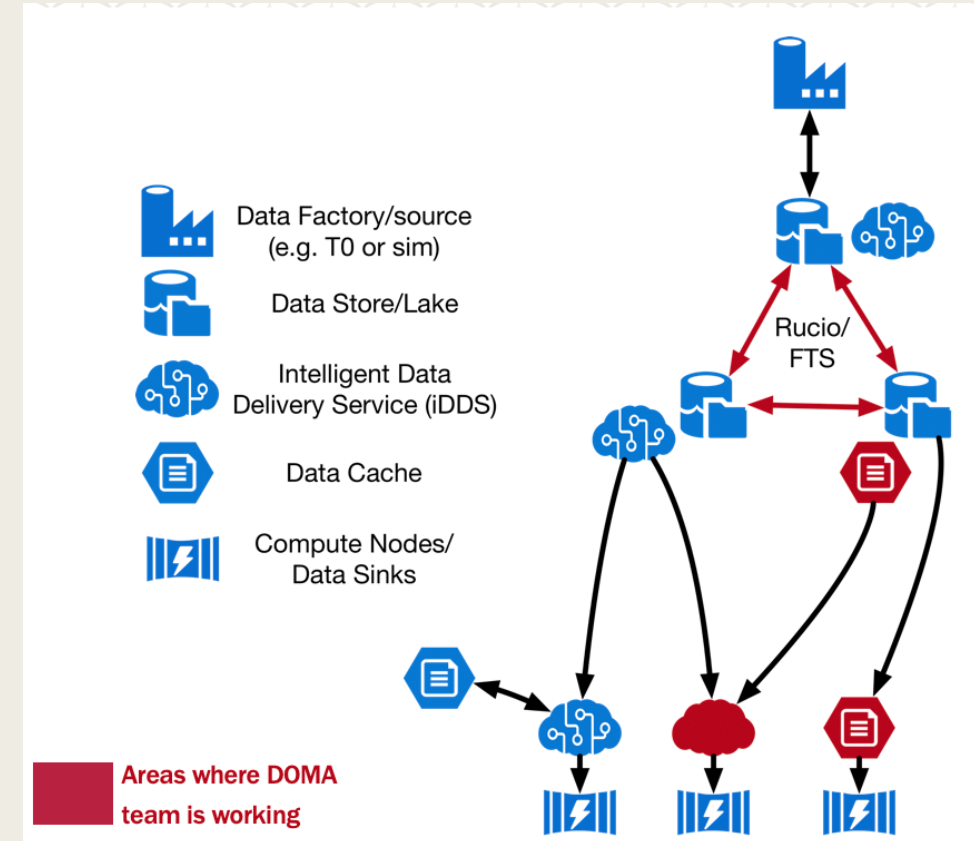 Data Factory/source
(e.g. T0 or sim)
Data Store/Lake
Intelligent Data
Delivery Service (iDDS)
Data Cache
Compute Nodes/
Data Sinks
Rucio/
FTS
Areas where DOMA
team is working